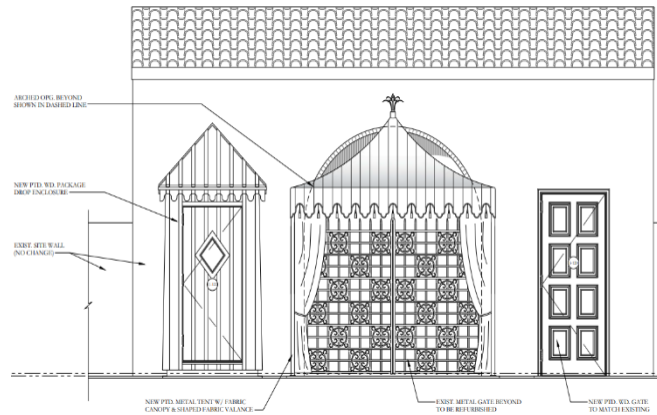 ARCHED OPG. BEYOND
SHOWN IN DASHED LINE
NEW PTD. WD. PACKAGE
DROP ENCLOSURE
EXIST. SITE WALL
(NO CHANGE)
NEW PTD. METAL TENT W/ FABRIC
CANOPY & SHAPED FABRIC VALANCE
EXIST. METAL GATE BEYOND
TO BE REFURBISHED
NEW PTD. WD. GATE
TO MATCH EXISTING